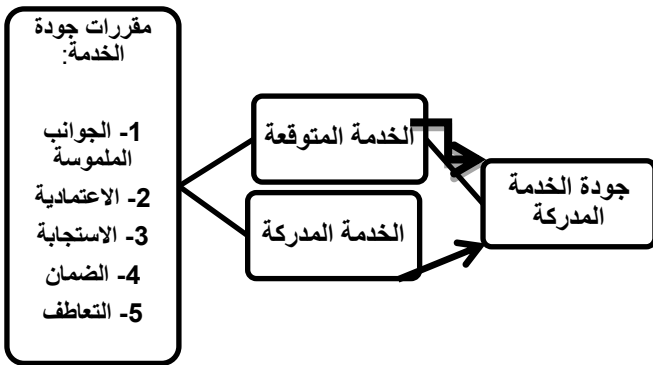 مقررات جودة
الخدمة:
1- الجوانب
الملموسة
2- الاعتمادية
3- الاستجابة
4- الضمان
5- التعاطف
الخدمة المتوقعة
الخدمة المدركة
جودة الخدمة
المدركة